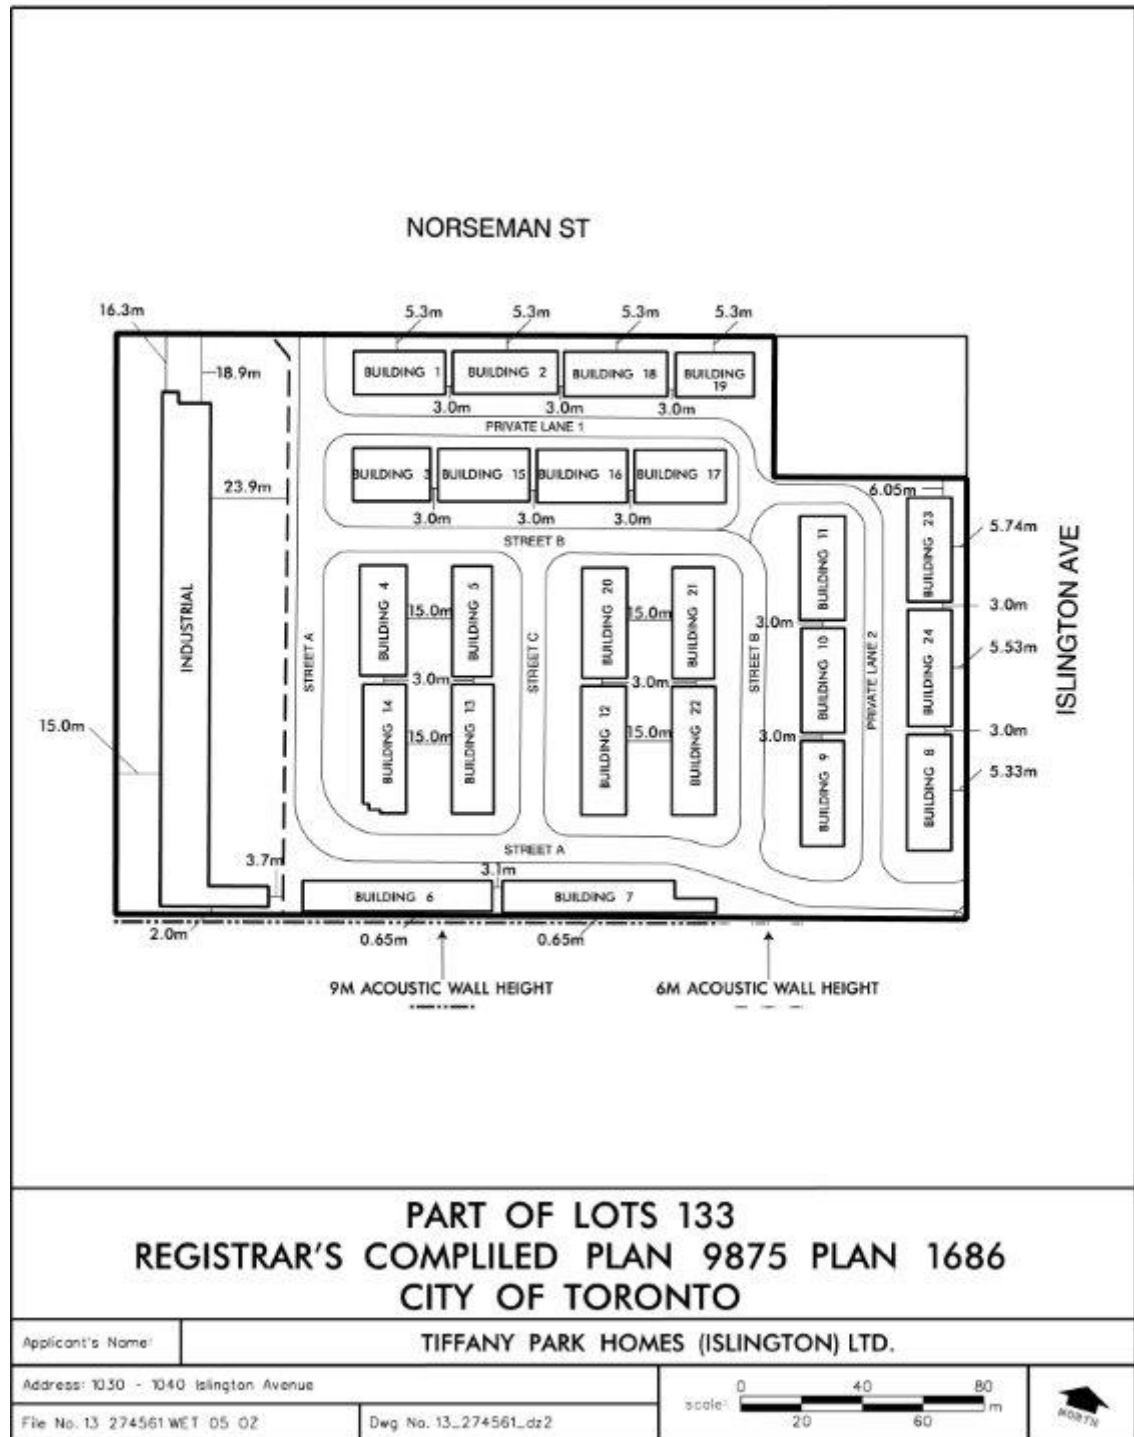 NORSEMAN ST
16.3m
5.3m
5.3m
5.3m
5.3m
18.9m
BUILDING 1
BUILDING 2
BUILDING 18
BUILDING 19
3.0m
3.0m
3.0m
PRIVATE LANE 1
BUILDING 3
BUILDING 15
BUILDING 16
BUILDING 17
23.9m
3.0m
3.0m
3.0m
6.05m
STREET B
BUILDING 11
BUILDING 23
5.74m
ISLINGTON AVE
INDUSTRIAL
STREET A
BUILDING 4
15.0m
BUILDING 5
STREET C
BUILDING 20
15.0m
BUILDING 21
STREET B
3.0m
BUILDING 10
PRIVATE LANE 2
3.0m
BUILDING 24
5.53m
3.0m
3.0m
15.0m
BUILDING 14
15.0m
BUILDING 13
BUILDING 12
15.0m
BUILDING 22
3.0m
BUILDING 9
3.0m
BUILDING 8
5.33m
STREET A
3.7m
3.1m
BUILDING 6
BUILDING 7
2.0m
0.65m
0.65m
9M ACOUSTIC WALL HEIGHT
6M ACOUSTIC WALL HEIGHT
PART OF LOTS 133
REGISTRAR'S COMPLILED PLAN 9875 PLAN 1686
CITY OF TORONTO
Applicant's Name:
TIFFANY PARK HOMES (ISLINGTON) LTD.
Address: 1030 - 1040 Islington Avenue
File No. 13 274561 WET 05 OZ
Dwg No. 13_274561_dz2
scale:
0 40 80
m
20 60
NORTH